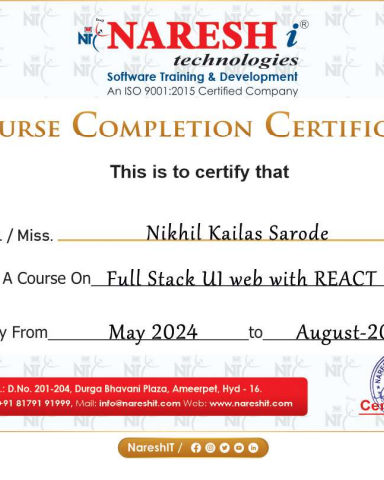 NiT NARESH i ®
technologies
Software Training & Development
An ISO 9001:2015 Certified Company
URSE COMPLETION CERTIFIC
This is to certify that
. / Miss. Nikhil Kailas Sarode
A Course On Full Stack UI web with REACT
y From May 2024 to August-20
.: D.No. 201-204, Durga Bhavani Plaza, Ameerpet, Hyd - 16.
+91 81791 91999, Mail: info@nareshit.com Web: www.nareshit.com
NARE
Cer
NareshIT /